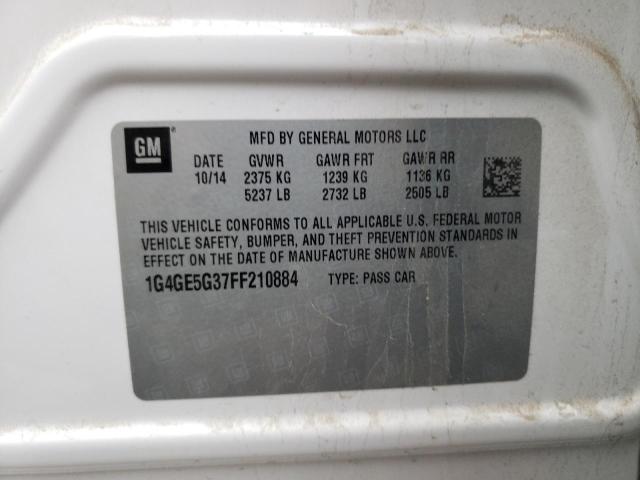 GM ®
MFD BY GENERAL MOTORS LLC
DATE GVWR GAWR FRT GAWR RR
10/14 2375 KG 1239 KG 1136 KG
5237 LB 2732 LB 2505 LB
THIS VEHICLE CONFORMS TO ALL APPLICABLE U.S. FEDERAL MOTOR
VEHICLE SAFETY, BUMPER, AND THEFT PREVENTION STANDARDS IN
EFFECT ON THE DATE OF MANUFACTURE SHOWN ABOVE.
1G4GE5G37FF210884 TYPE: PASS CAR